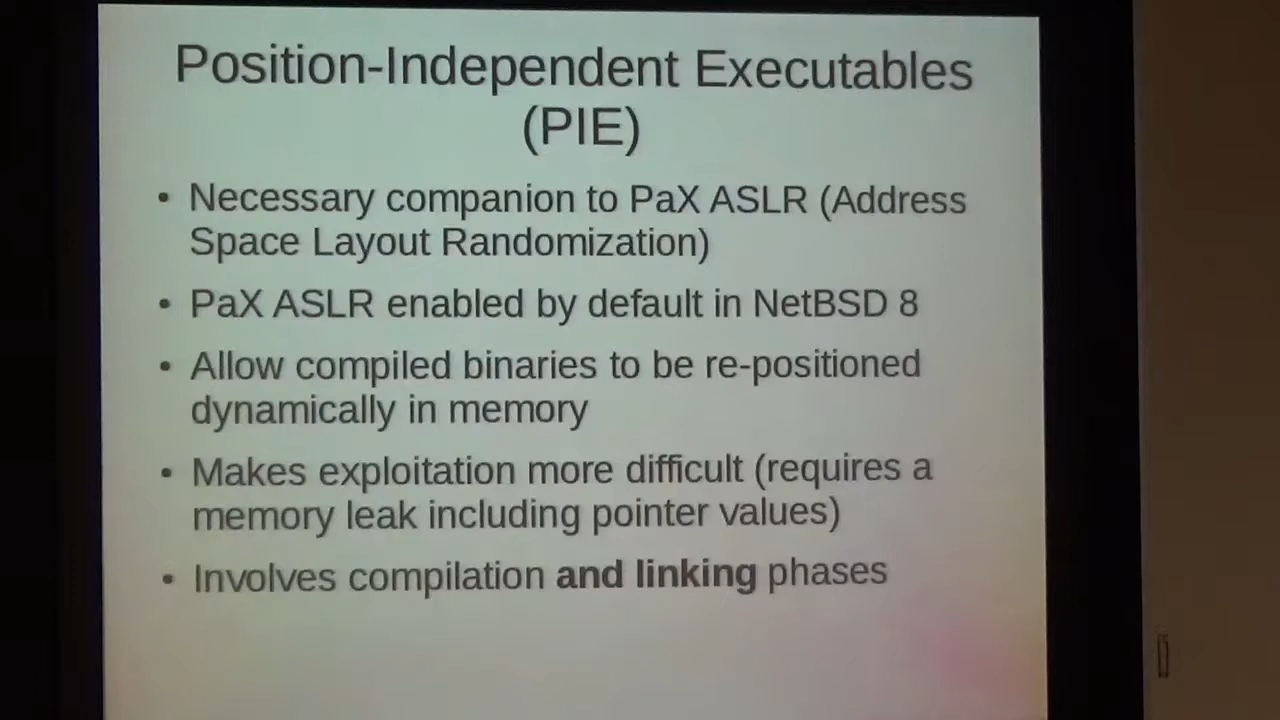 Position-Independent Executables
(PIE)
• Necessary companion to PaX ASLR (Address
Space Layout Randomization)
• PaX ASLR enabled by default in NetBSD 8
• Allow compiled binaries to be re-positioned
dynamically in memory
• Makes exploitation more difficult (requires a
memory leak including pointer values)
• Involves compilation and linking phases